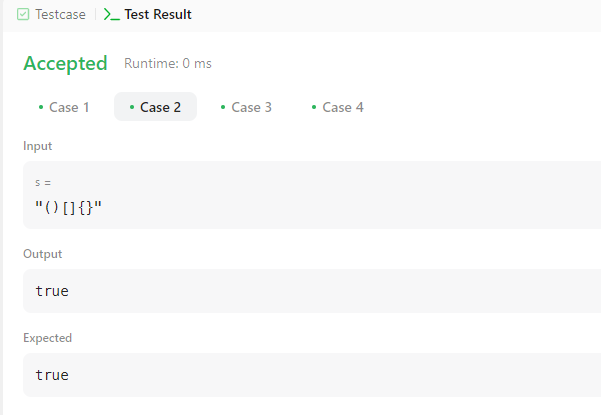 Testcase Test Result
Accepted Runtime: 0 ms
Case 1 Case 2 Case 3 Case 4
Input
s =
"()[]{}"
Output
true
Expected
true